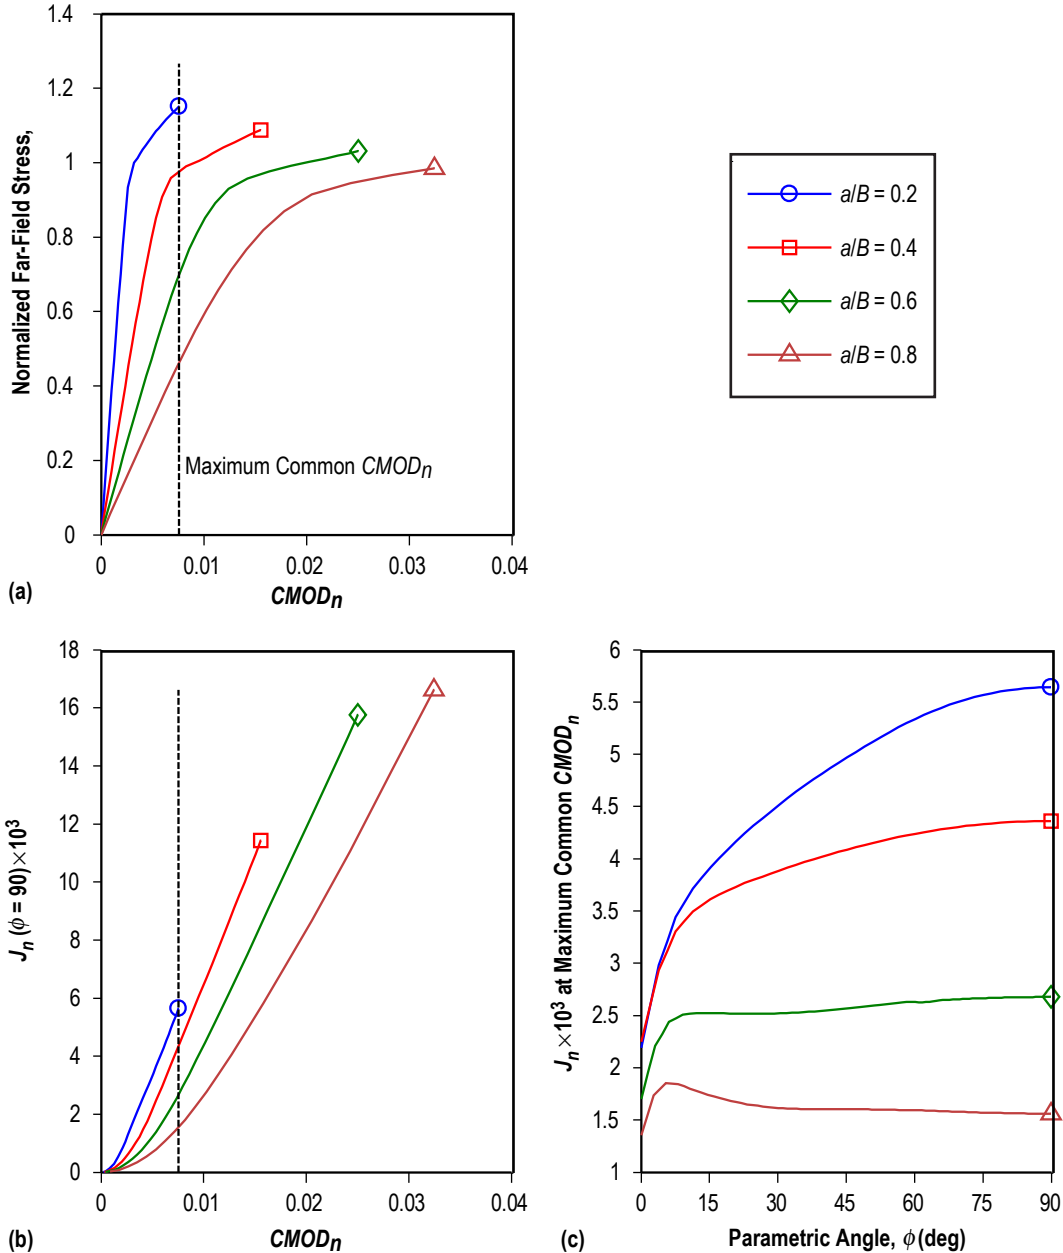 1.4
1.2
1
0.8
0.6
0.4
0.2
0
Normalized Far-Field Stress,
Maximum Common CMODn
0 0.01 0.02 0.03 0.04
CMODn
(a)
a/B = 0.2
a/B = 0.4
a/B = 0.6
a/B = 0.8
18
16
14
12
10
8
6
4
2
0
Jn (ϕ = 90)×10³
0 0.01 0.02 0.03 0.04
CMODn
(b)
6
5.5
5
4.5
4
3.5
3
2.5
2
1.5
1
Jn ×10³ at Maximum Common CMODn
0 15 30 45 60 75 90
Parametric Angle, ϕ (deg)
(c)